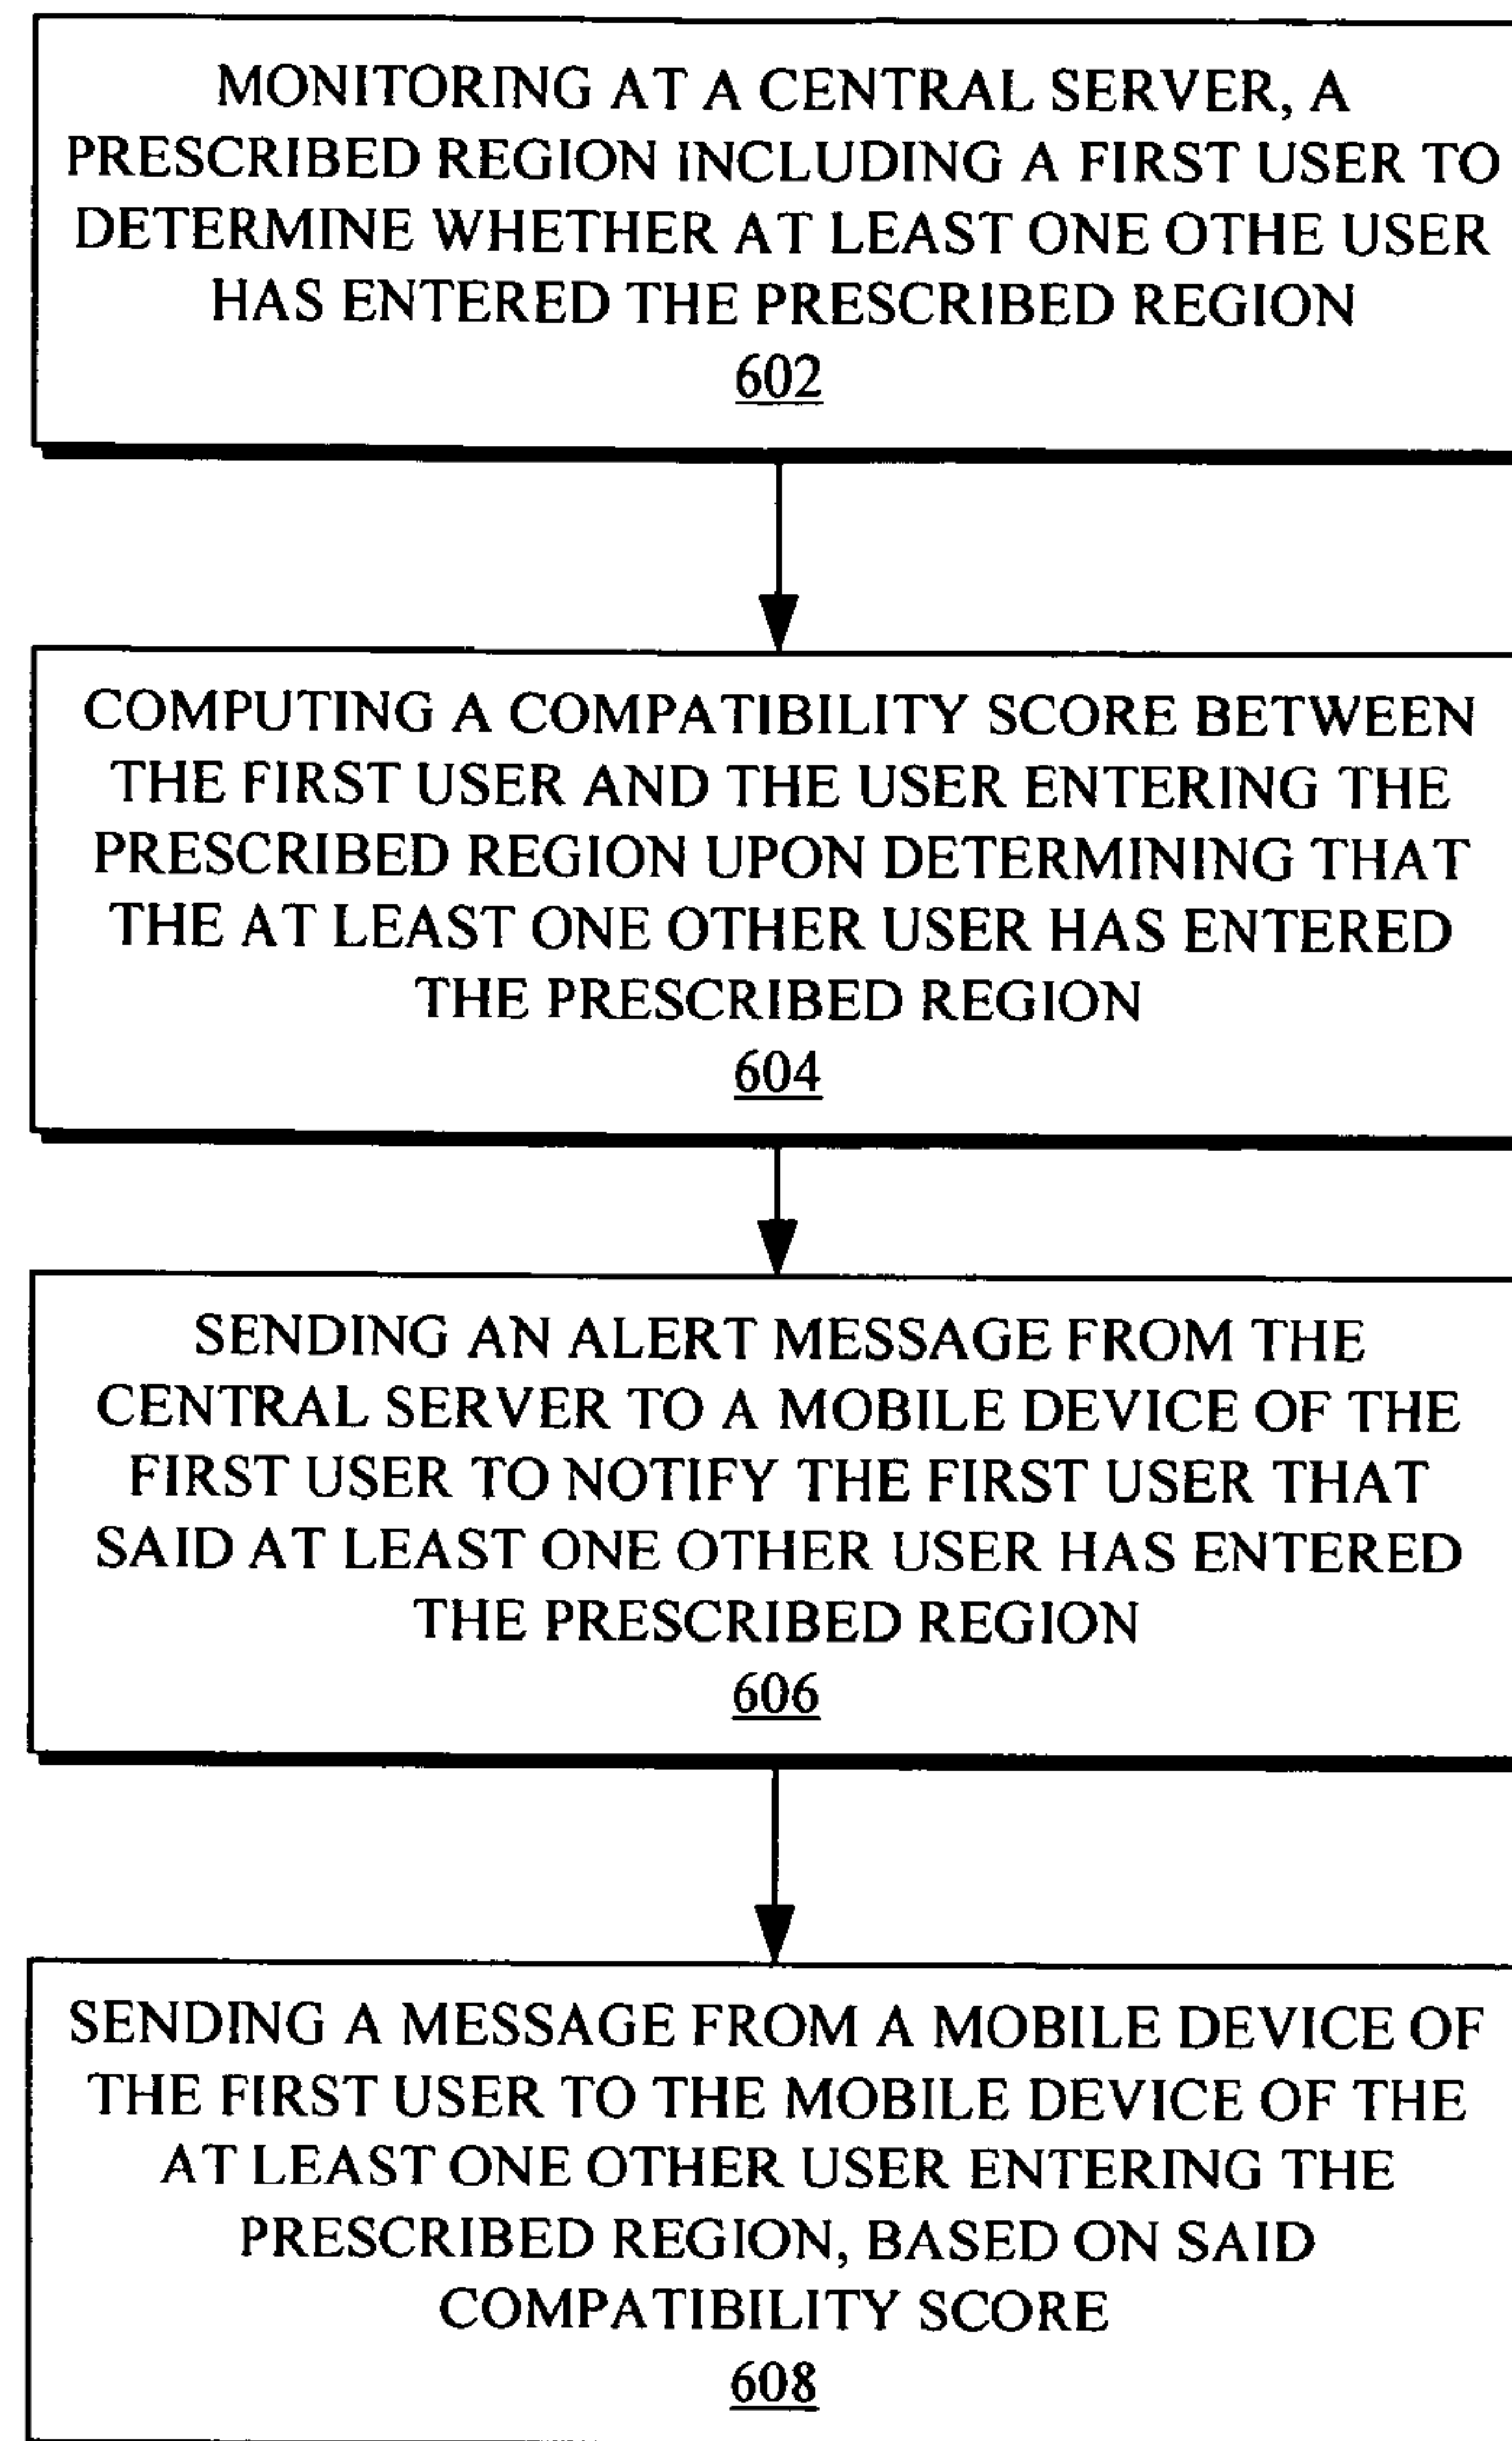 MONITORING AT A CENTRAL SERVER, A
PRESCRIBED REGION INCLUDING A FIRST USER TO
DETERMINE WHETHER AT LEAST ONE OTHE USER
HAS ENTERED THE PRESCRIBED REGION
602
COMPUTING A COMPATIBILITY SCORE BETWEEN
THE FIRST USER AND THE USER ENTERING THE
PRESCRIBED REGION UPON DETERMINING THAT
THE AT LEAST ONE OTHER USER HAS ENTERED
THE PRESCRIBED REGION
604
SENDING AN ALERT MESSAGE FROM THE
CENTRAL SERVER TO A MOBILE DEVICE OF THE
FIRST USER TO NOTIFY THE FIRST USER THAT
SAID AT LEAST ONE OTHER USER HAS ENTERED
THE PRESCRIBED REGION
606
SENDING A MESSAGE FROM A MOBILE DEVICE OF
THE FIRST USER TO THE MOBILE DEVICE OF THE
AT LEAST ONE OTHER USER ENTERING THE
PRESCRIBED REGION, BASED ON SAID
COMPATIBILITY SCORE
608